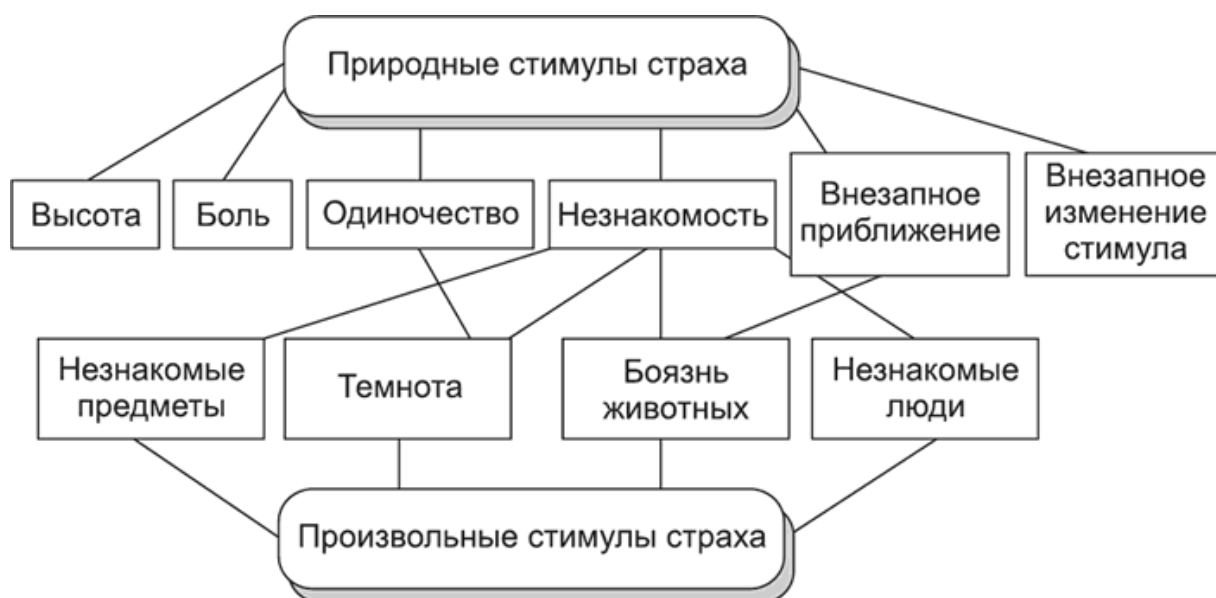 Природные стимулы страха
Высота
Боль
Одиночество
Незнакомость
Внезапное
приближение
Внезапное
изменение
стимула
Незнакомые
предметы
Темнота
Боязнь
животных
Незнакомые
люди
Произвольные стимулы страха